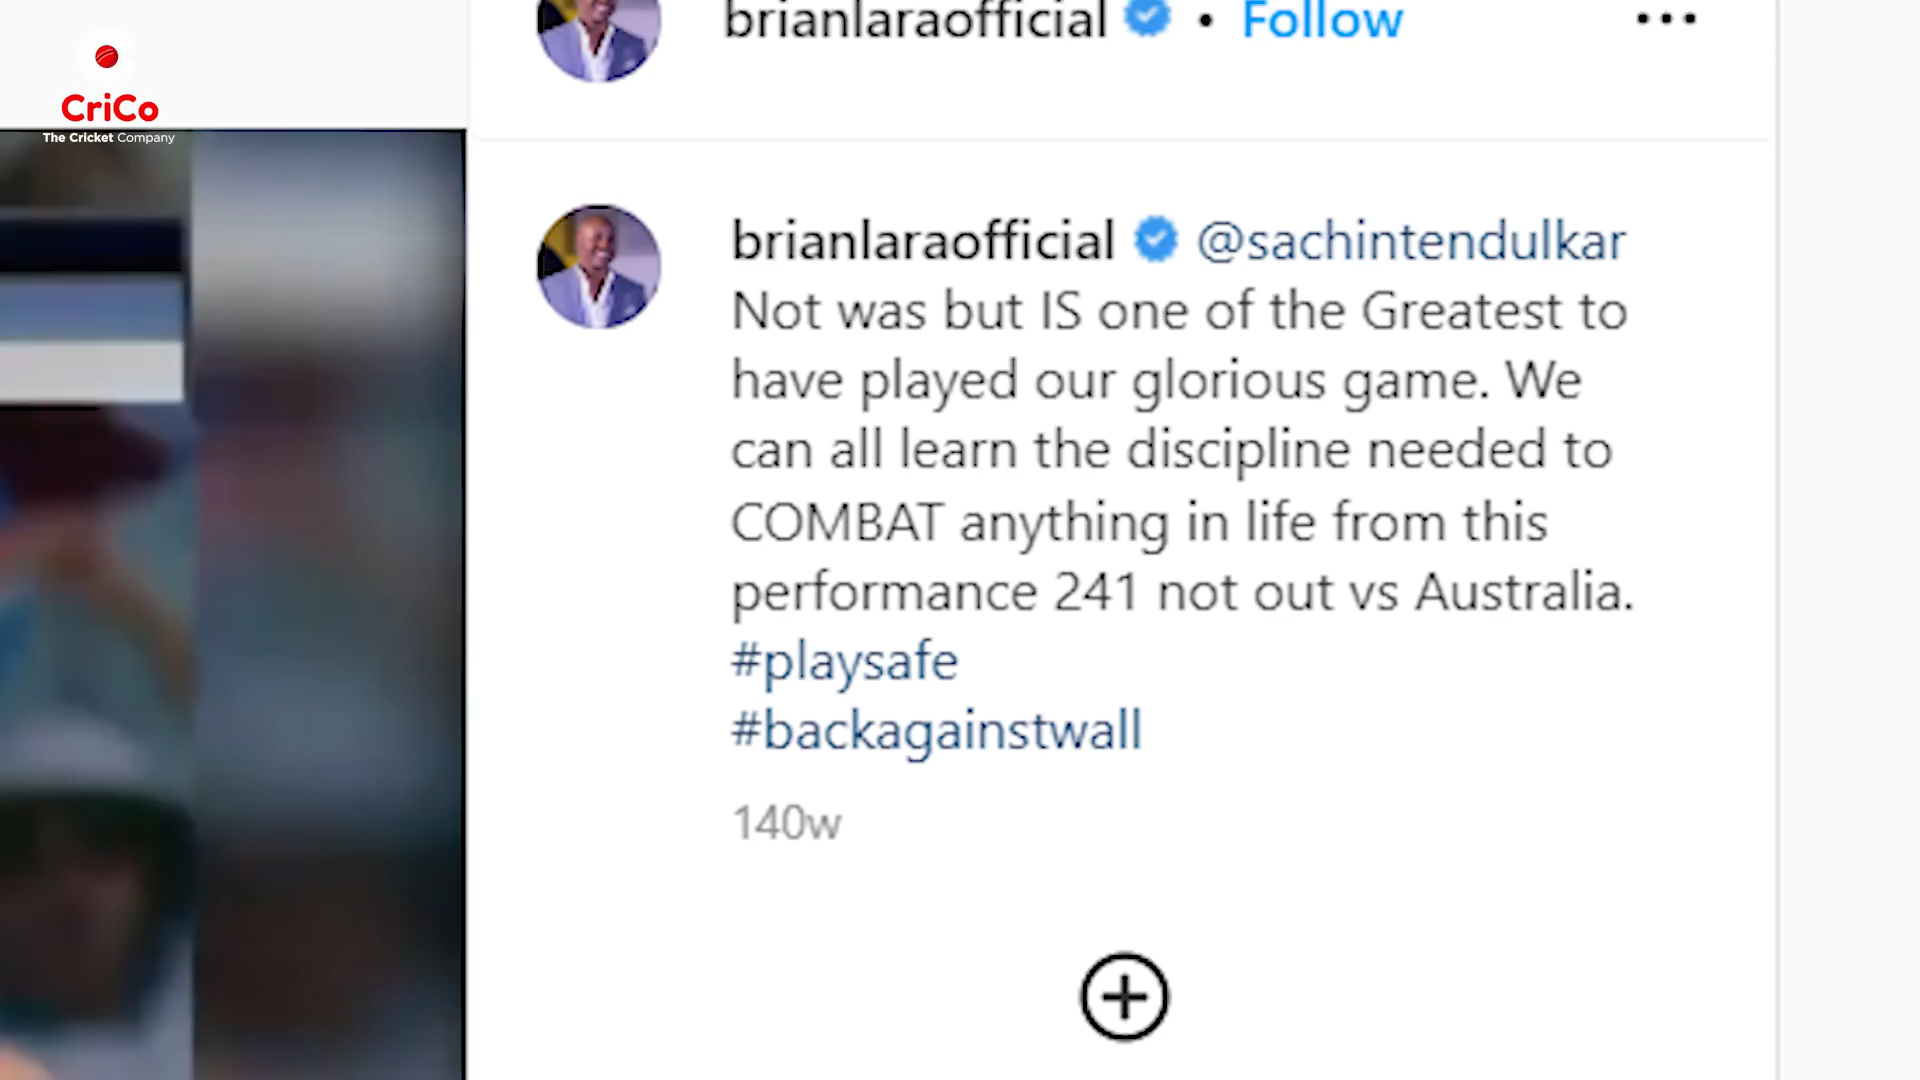 brianlaraofficial • Follow
CriCo
The Cricket Company
brianlaraofficial @sachintendulkar
Not was but IS one of the Greatest to
have played our glorious game. We
can all learn the discipline needed to
COMBAT anything in life from this
performance 241 not out vs Australia.
#playsafe
#backagainstwall
140w